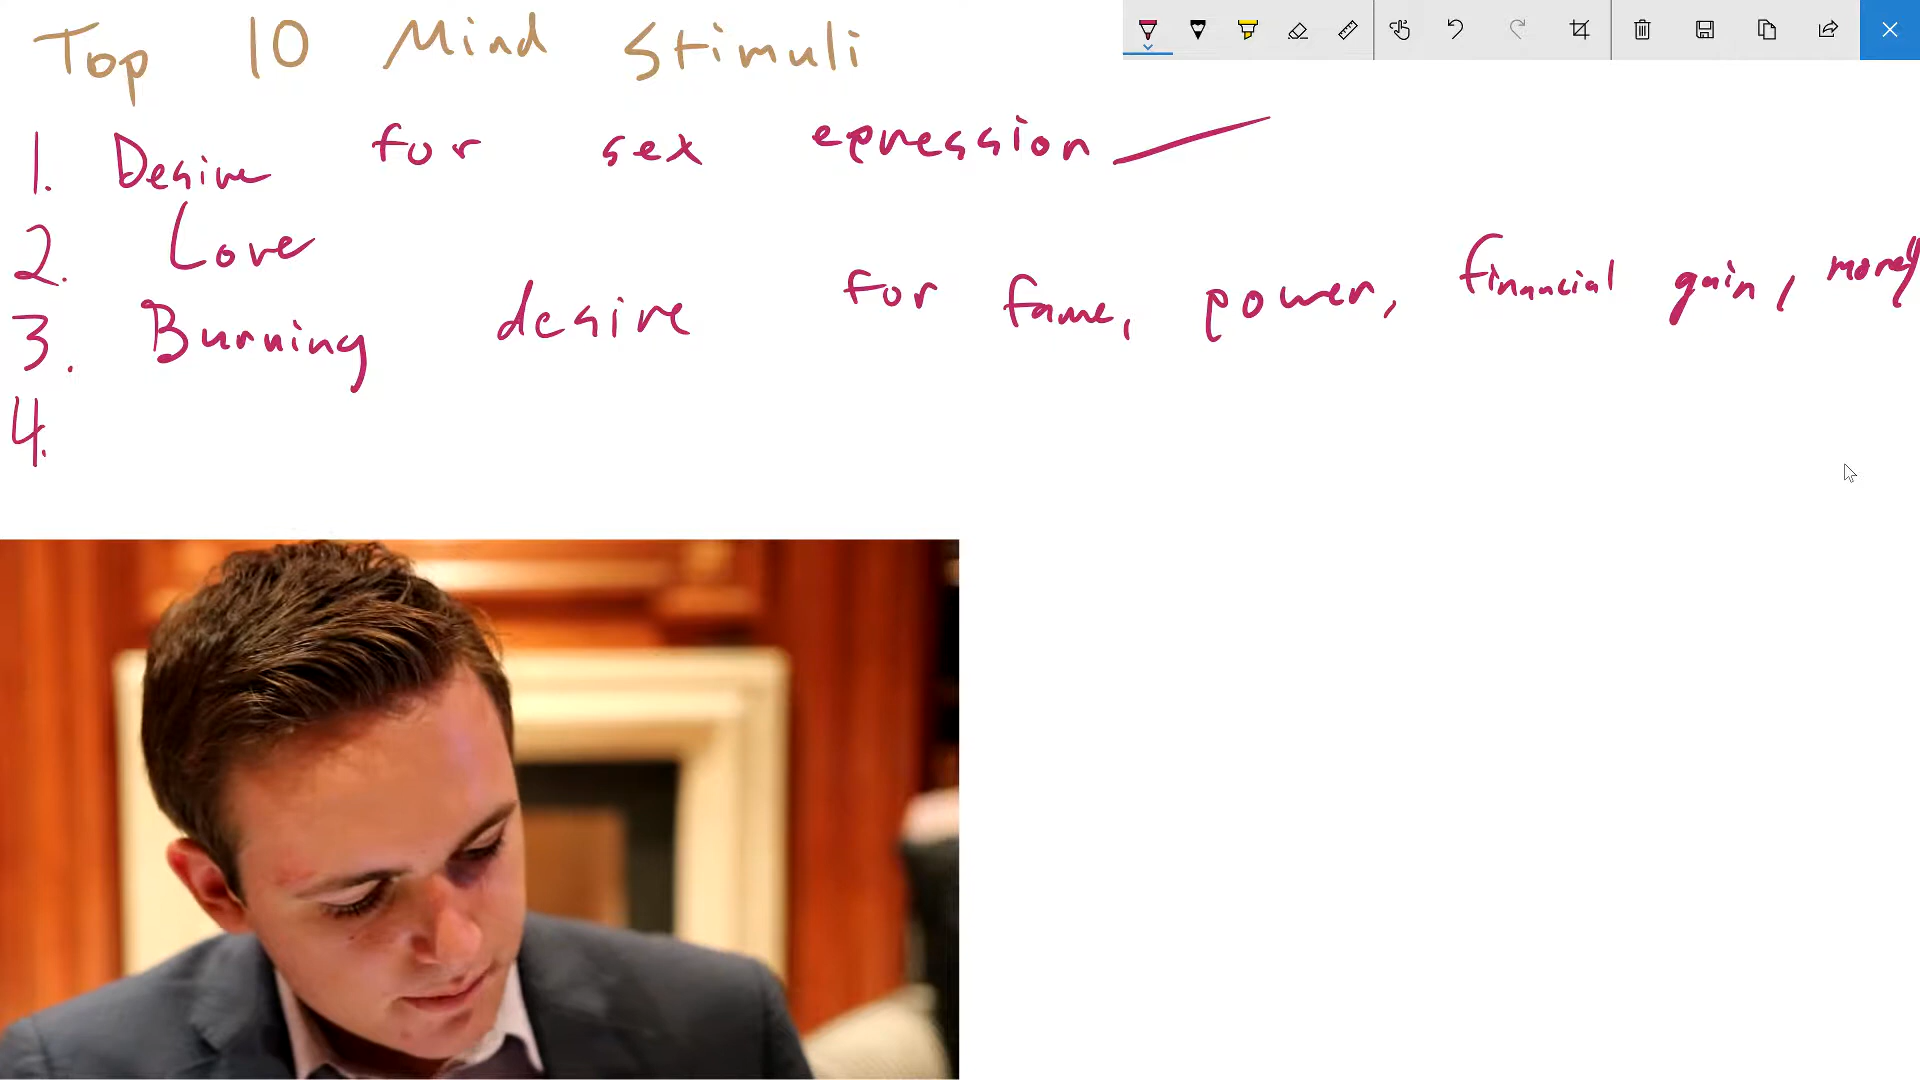 Top 10 Mind Stimuli
1. Desire for sex epression
2. Love
3. Burning desire for fame, power, financial gain, money
4.